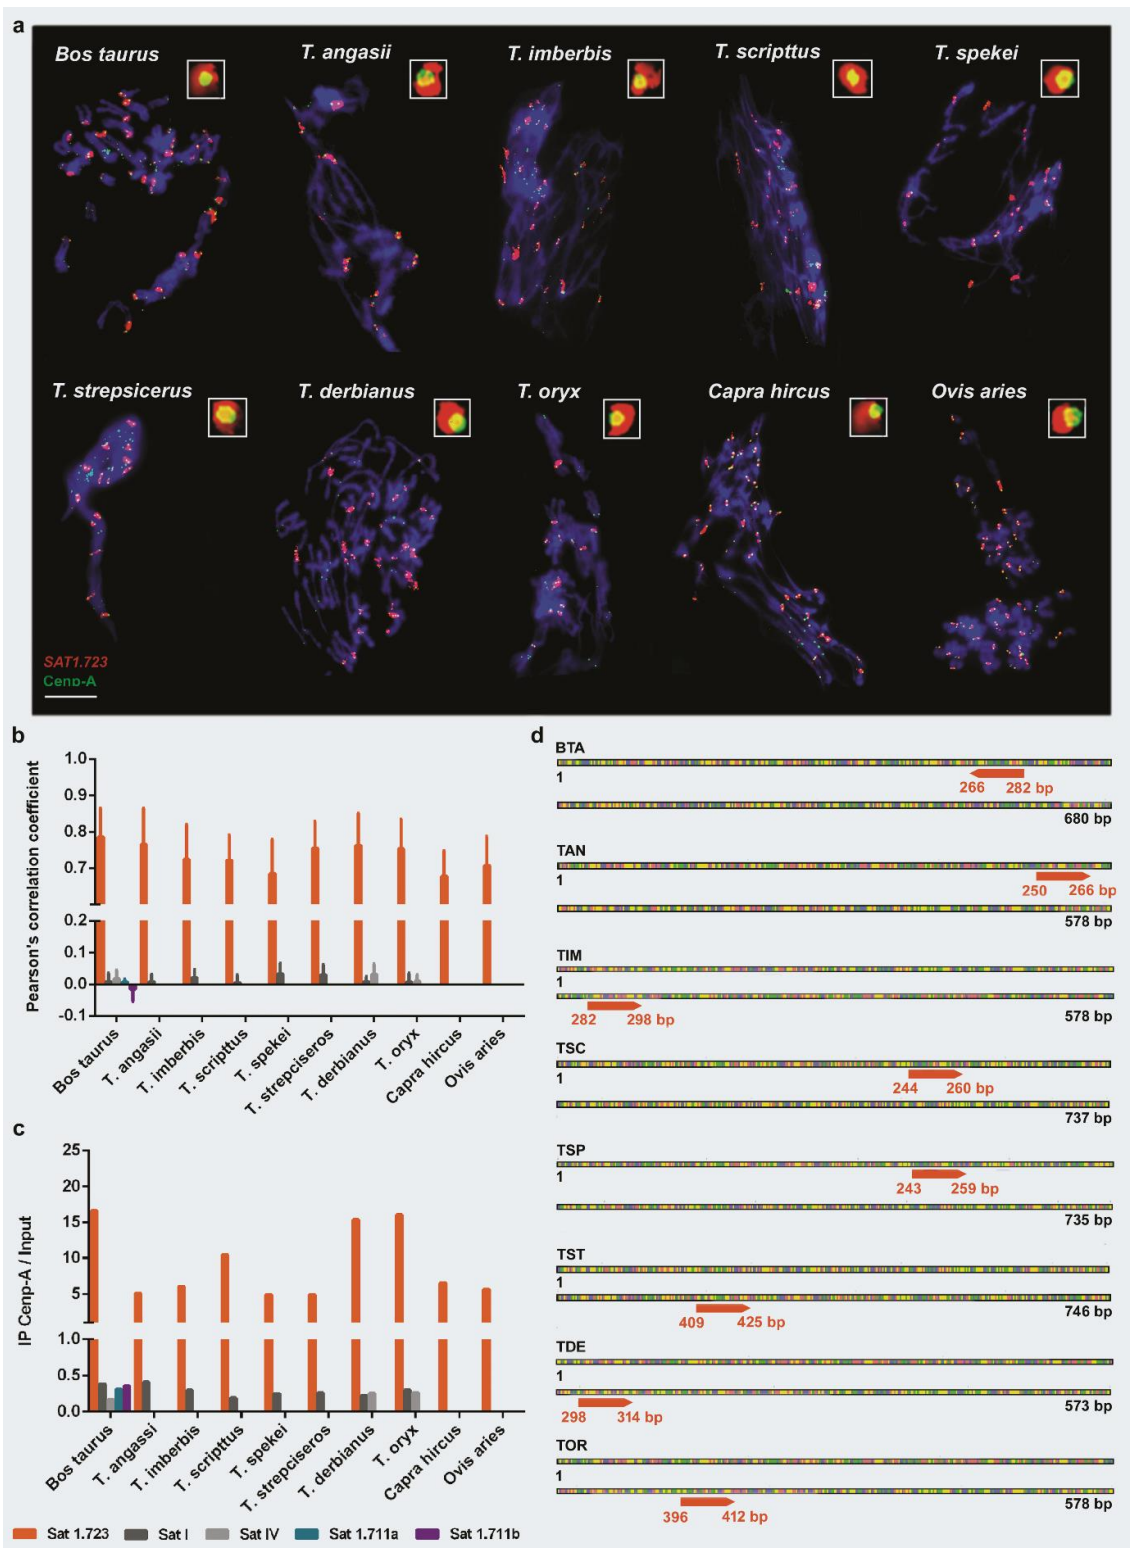 a
Bos taurus
T. angasii
T. imberbis
T. scripttus
T. spekei
T. strepsicerus
T. derbianus
T. oryx
Capra hircus
Ovis aries
SAT1.723
Cenp-A
b
Pearson's correlation coefficient
1.0
0.9
0.8
0.7
0.2
0.1
0.0
-0.1
Bos taurus
T. angasii
T. imberbis
T. scripttus
T. spekei
T. strepciseros
T. derbianus
T. oryx
Capra hircus
Ovis aries
c
IP Cenp-A / Input
25
20
15
10
5
1.0
0.5
0.0
Bos taurus
T. angassi
T. imberbis
T. scripttus
T. spekei
T. strepciseros
T. derbianus
T. oryx
Capra hircus
Ovis aries
Sat 1.723 Sat I Sat IV Sat 1.711a Sat 1.711b
d
BTA
1
266 282 bp
680 bp
TAN
1
250 266 bp
578 bp
TIM
1
282 298 bp
578 bp
TSC
1
244 260 bp
737 bp
TSP
1
243 259 bp
735 bp
TST
1
409 425 bp
746 bp
TDE
1
298 314 bp
573 bp
TOR
1
396 412 bp
578 bp